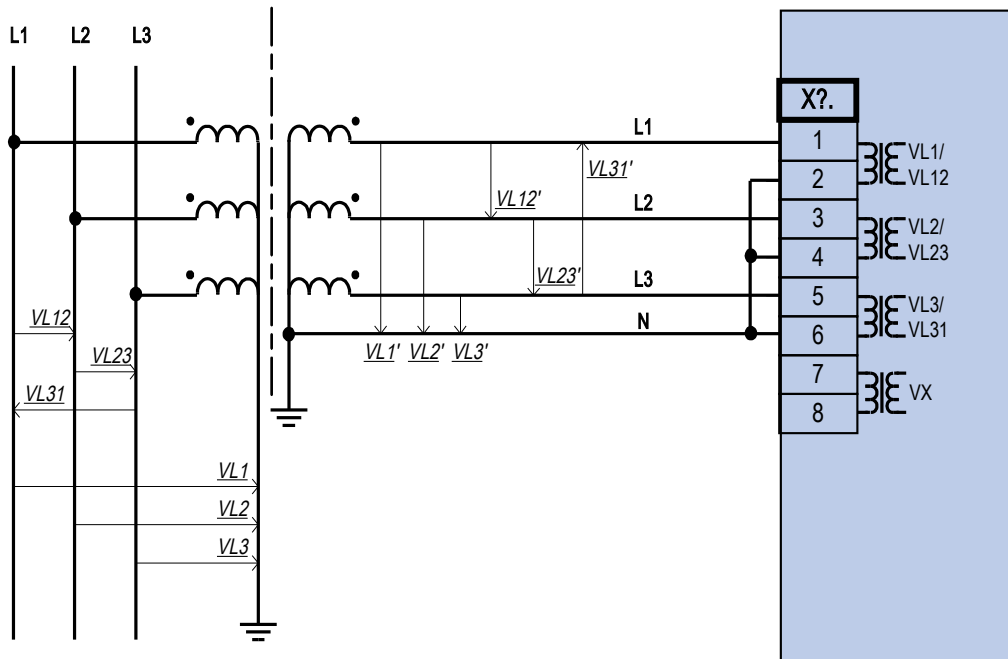 L1 L2 L3
X?.
L1
1
VL1/
VL31'
2
VL12
VL12'
L2
3
VL2/
4
VL23
VL23'
L3
5
VL3/
N
6
VL31
VL12
VL1' VL2' VL3'
VL23
7
VL31
VX
8
VL1
VL2
VL3